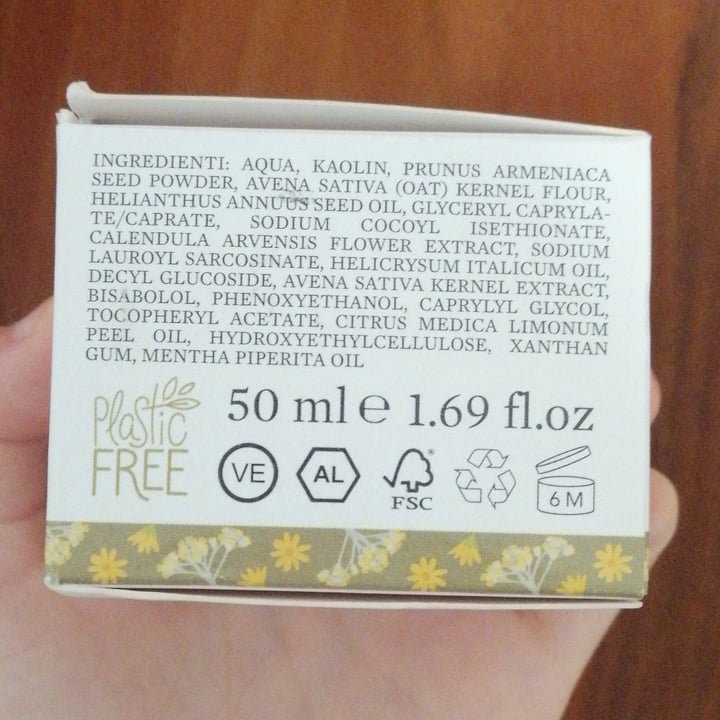 INGREDIENTI: AQUA, KAOLIN, PRUNUS ARMENIACA
SEED POWDER, AVENA SATIVA (OAT) KERNEL FLOUR,
HELIANTHUS ANNUUS SEED OIL, GLYCERYL CAPRYLA-
TE/CAPRATE, SODIUM COCOYL ISETHIONATE,
CALENDULA ARVENSIS FLOWER EXTRACT, SODIUM
LAUROYL SARCOSINATE, HELICRYSUM ITALICUM OIL,
DECYL GLUCOSIDE, AVENA SATIVA KERNEL EXTRACT,
BISABOLOL, PHENOXYETHANOL, CAPRYLYL GLYCOL,
TOCOPHERYL ACETATE, CITRUS MEDICA LIMONUM
PEEL OIL, HYDROXYETHYLCELLULOSE, XANTHAN
GUM, MENTHA PIPERITA OIL
Plastic
FREE
50 ml e 1.69 fl.oz
VE
AL
FSC
6 M